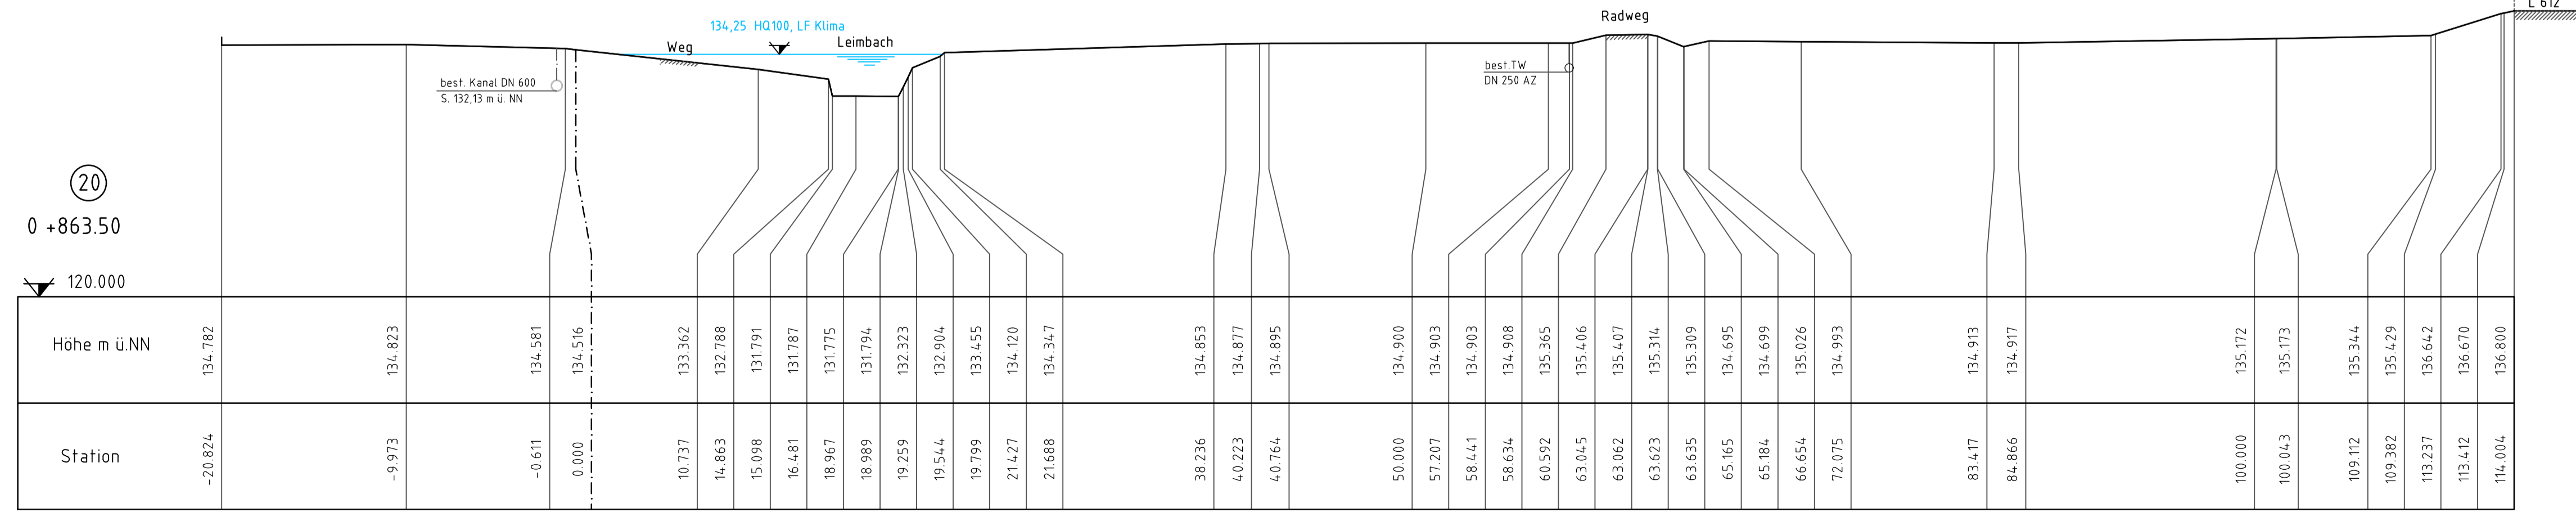 L 612
Radweg
134,25 HQ100, LF Klima
Leimbach
Weg
best.TW
DN 250 AZ
best. Kanal DN 600
S. 132,13 m ü. NN
20
0 +863.50
120.000
Höhe m ü.NN
134.782 134.823 134.581 134.516 133.362 132.788 131.791 131.787 131.775 131.794 132.323 132.904 133.455 134.120 134.347 134.853 134.877 134.895 134.900 134.903 134.903 134.908 135.365 135.406 135.407 135.314 135.309 134.695 134.699 135.026 134.993 134.913 134.917 135.172 135.173 135.344 135.429 136.642 136.670 136.800
Station
-20.824 -9.973 -0.611 0.000 10.737 14.863 15.098 16.481 18.967 18.989 19.259 19.544 19.799 21.427 21.688 38.236 40.223 40.764 50.000 57.207 58.441 58.634 60.592 63.045 63.062 63.623 63.635 65.165 65.184 66.654 72.075 83.417 84.866 100.000 100.043 109.112 109.382 113.237 113.412 114.004